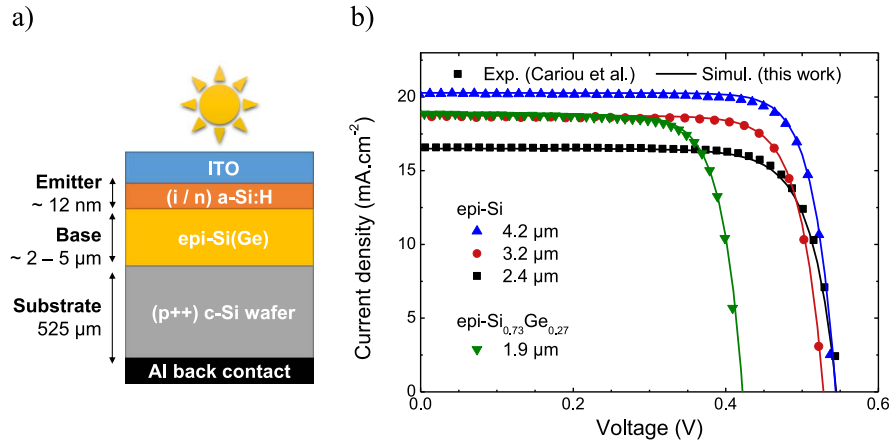 a)
ITO
Emitter
~ 12 nm
(i / n) a-Si:H
Base
~ 2 – 5 µm
epi-Si(Ge)
Substrate
525 µm
(p++) c-Si wafer
Al back contact
b)
Exp. (Cariou et al.)
Simul. (this work)
epi-Si
4.2 µm
3.2 µm
2.4 µm
epi-Si0.73Ge0.27
1.9 µm
Current density (mA.cm-2)
20
15
10
5
0
0.0
0.2
0.4
0.6
Voltage (V)